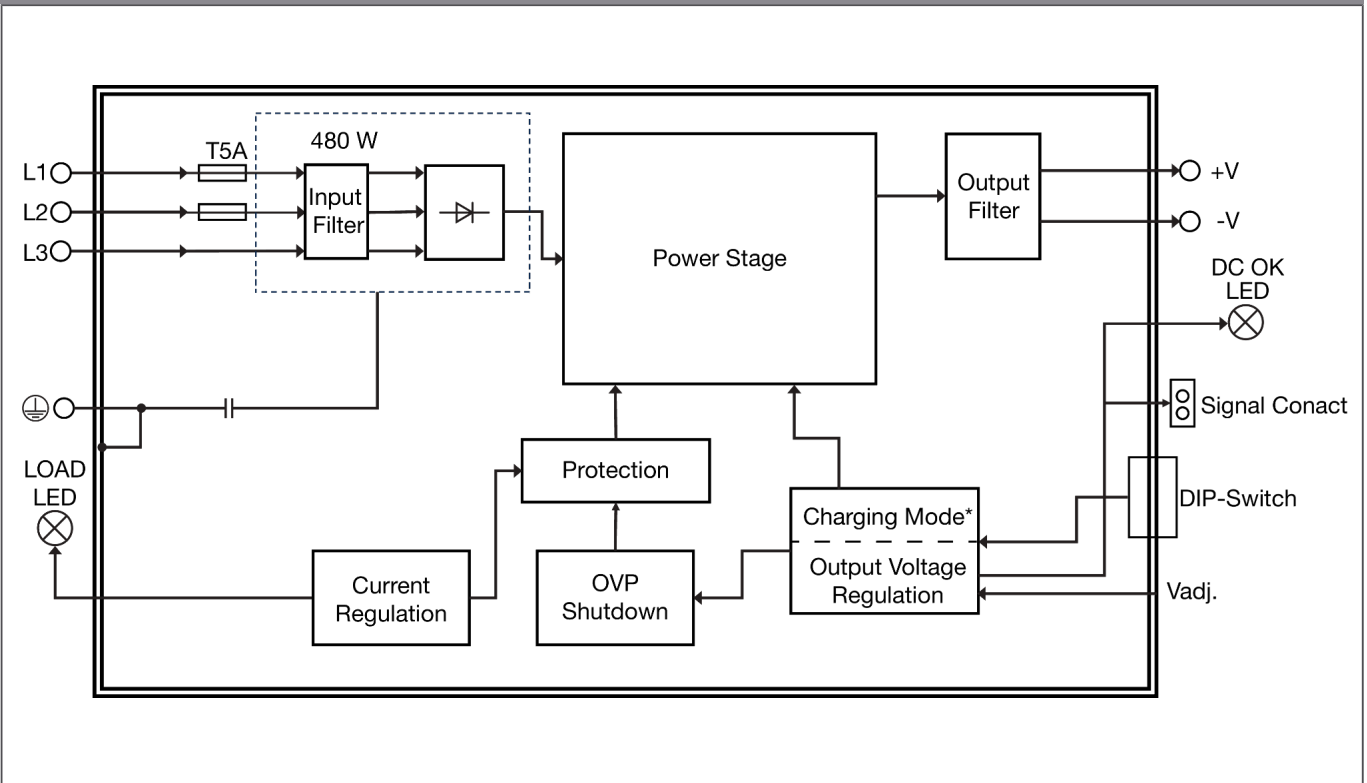 T5A
480 W
L1
L2
L3
Input
Filter
Power Stage
Output
Filter
+V
-V
DC OK
LED
Signal Conact
LOAD
LED
Protection
DIP-Switch
Charging Mode*
Output Voltage
Regulation
Current
Regulation
OVP
Shutdown
Vadj.